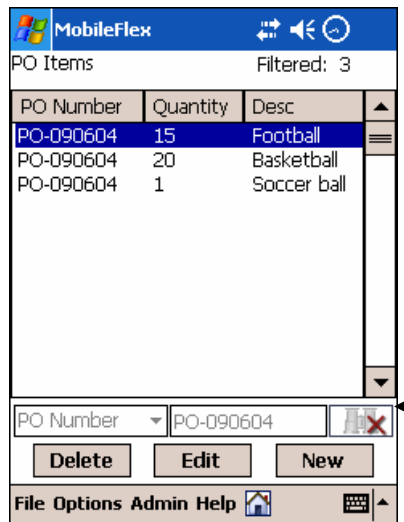 MobileFlex
PO Items Filtered: 3
PO Number Quantity Desc
PO-090604 15 Football
PO-090604 20 Basketball
PO-090604 1 Soccer ball
PO Number PO-090604
Delete Edit New
File Options Admin Help